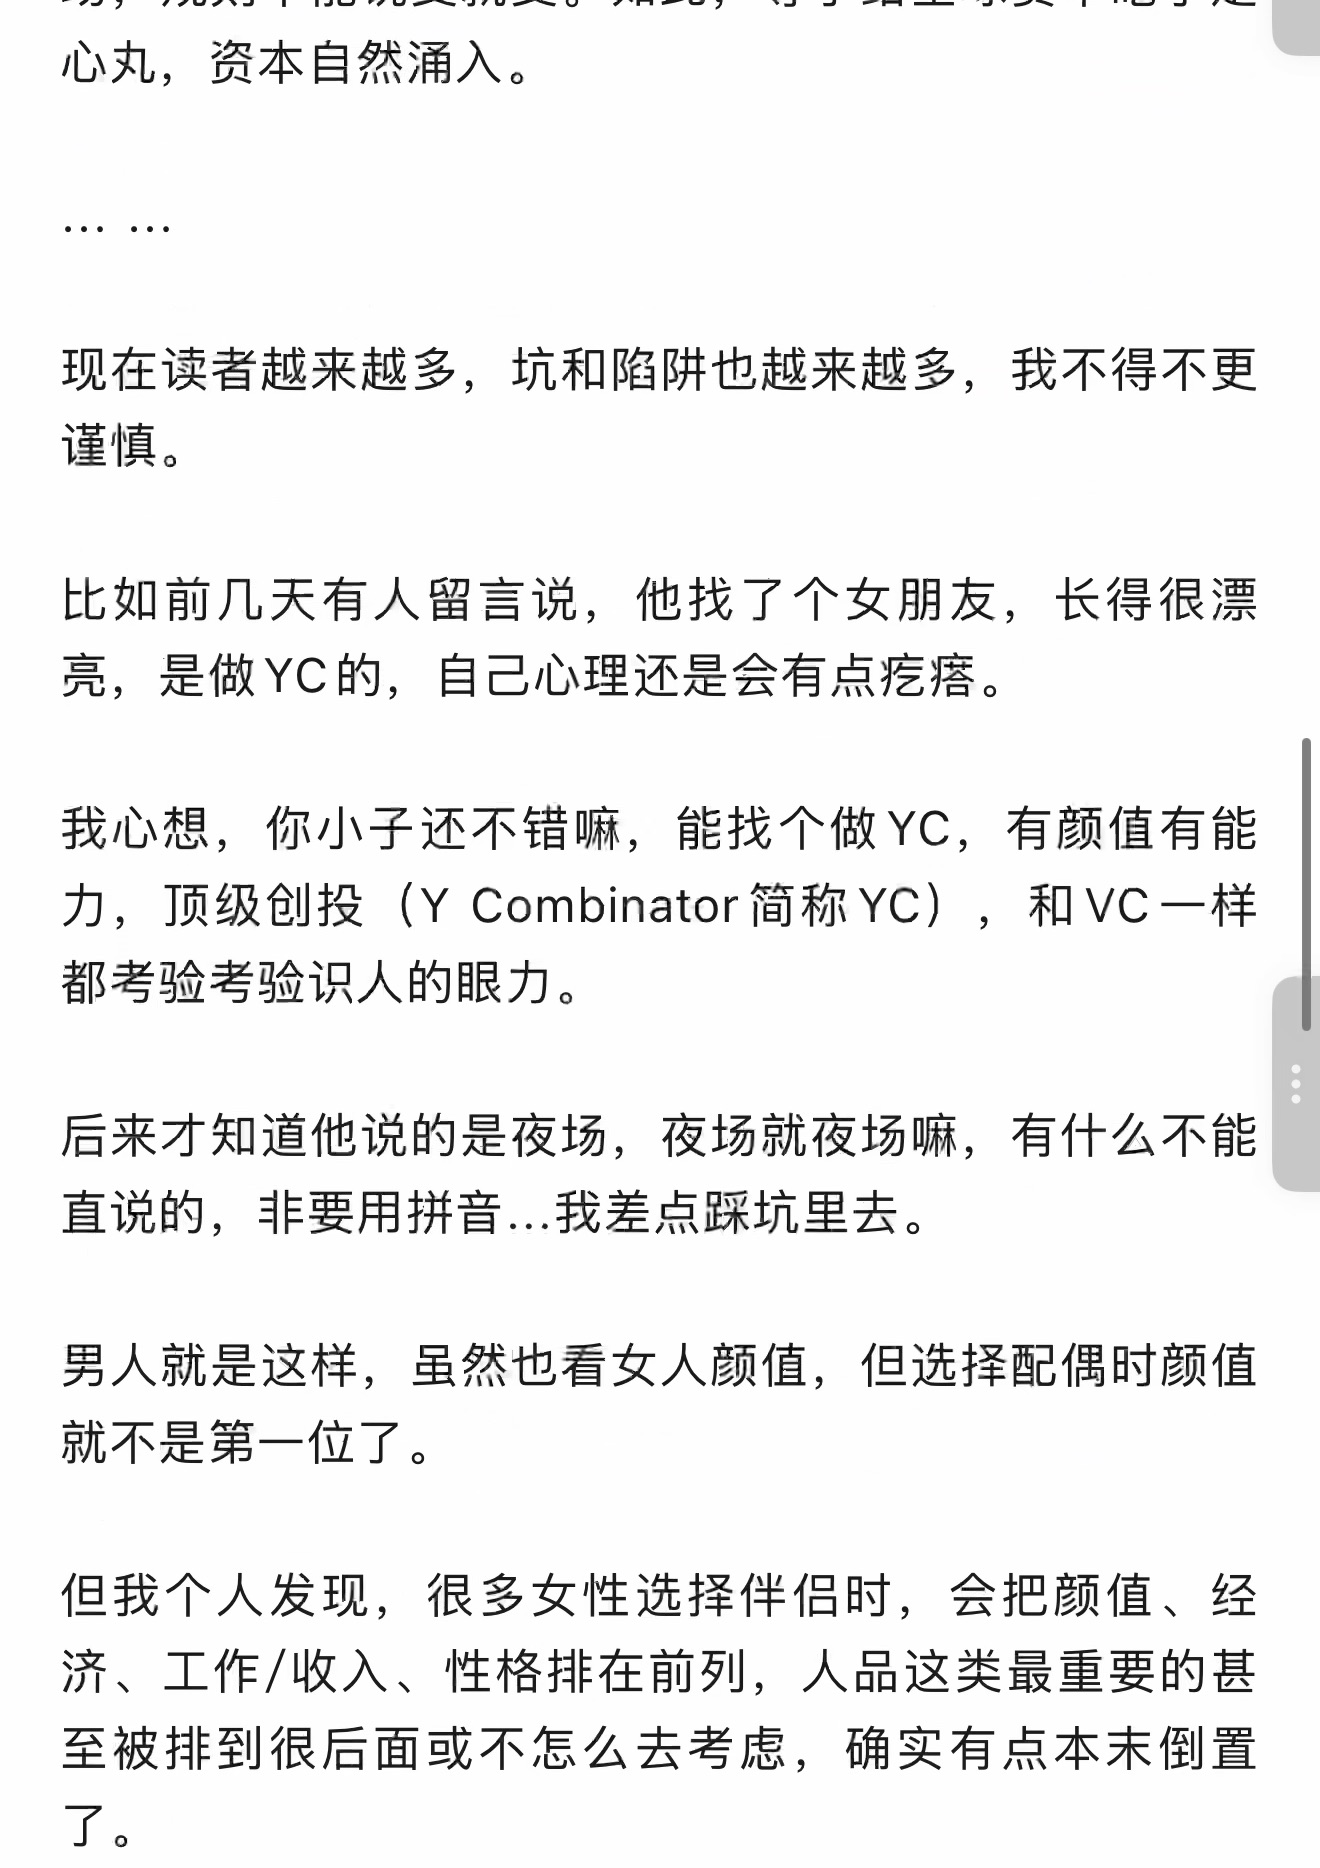 心丸，资本自然涌入。
... ...
现在读者越来越多，坑和陷阱也越来越多，我不得不更
谨慎。
比如前几天有人留言说，他找了个女朋友，长得很漂
亮，是做YC的，自己心理还是会有点疙瘩。
我心想，你小子还不错嘛，能找个做YC，有颜值有能
力，顶级创投（Y Combinator简称YC），和VC一样
都考验考验识人的眼力。
后来才知道他说的是夜场，夜场就夜场嘛，有什么不能
直说的，非要用拼音...我差点踩坑里去。
男人就是这样，虽然也看女人颜值，但选择配偶时颜值
就不是第一位了。
但我个人发现，很多女性选择伴侣时，会把颜值、经
济、工作/收入、性格排在前列，人品这类最重要的甚
至被排到很后面或不怎么去考虑，确实有点本末倒置
了。